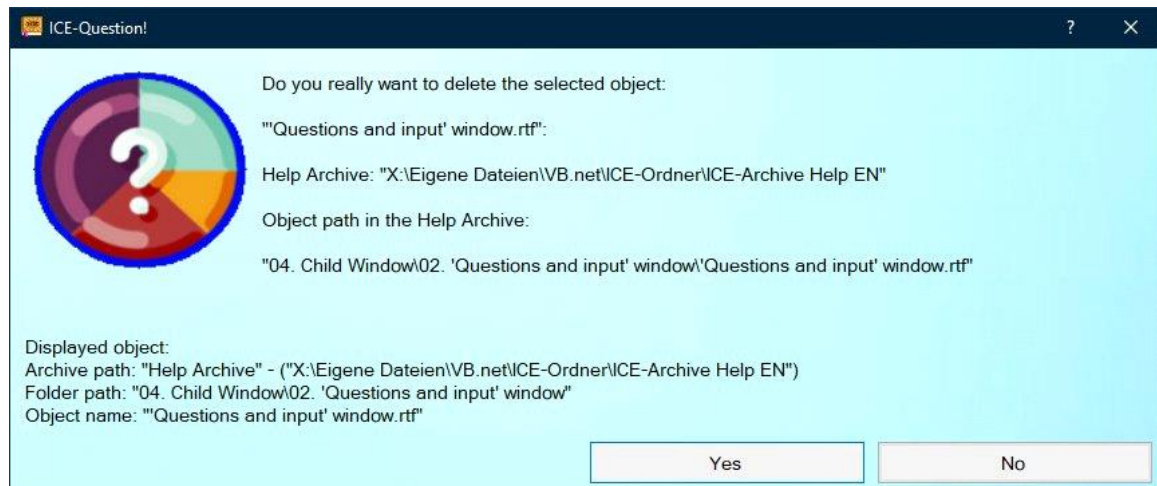 ICE-Question!
Do you really want to delete the selected object:
"'Questions and input' window.rtf":
Help Archive: "X:\Eigene Dateien\VB.net\ICE-Ordner\ICE-Archive Help EN"
Object path in the Help Archive:
"04. Child Window\02. 'Questions and input' window\'Questions and input' window.rtf"
Displayed object:
Archive path: "Help Archive" - ("X:\Eigene Dateien\VB.net\ICE-Ordner\ICE-Archive Help EN")
Folder path: "04. Child Window\02. 'Questions and input' window"
Object name: "'Questions and input' window.rtf"
Yes
No